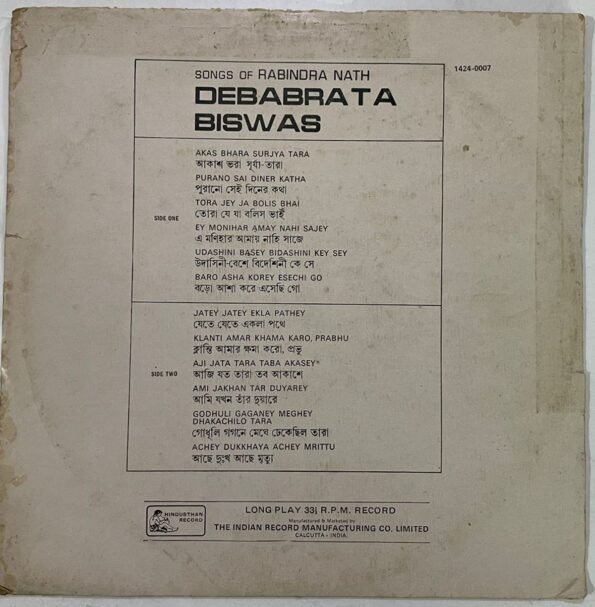 1424-0007
SONGS OF RABINDRA NATH
DEBABRATA
BISWAS
SIDE ONE
AKAS BHARA SURJYA TARA
আকাশ ভরা সূর্য্য-তারা
PURANO SAI DINER KATHA
পুরানো সেই দিনের কথা
TORA JEY JA BOLIS BHAI
তোরা যে যা বলিস ভাই
EY MONIHAR AMAY NAHI SAJEY
এ মণিহার আমায় নাহি সাজে
UDASHINI BASEY BIDASHINI KEY SEY
উদাসিনী-বেশে বিদেশিনী কে সে
BARO ASHA KOREY ESECHI GO
বড়ো আশা করে এসেছি গো
SIDE TWO
JATEY JATEY EKLA PATHEY
যেতে যেতে একলা পথে
KLANTI AMAR KHAMA KARO, PRABHU
ক্লান্তি আমার ক্ষমা করো, প্রভু
AJI JATA TARA TABA AKASEY*
আজি যত তারা তব আকাশে
AMI JAKHAN TAR DUYAREY
আমি যখন তাঁর দুয়ারে
GODHULI GAGANEY MEGHEY
DHAKACHILO TARA
গোধূলি গগনে মেঘে ঢেকেছিল তারা
ACHEY DUKKHAYA ACHEY MRITTU
আছে দুঃখ আছে মৃত্যু
HINDUSTHAN
RECORD
LONG PLAY 33⅓ R.P.M. RECORD
Manufactured & Marketed by
THE INDIAN RECORD MANUFACTURING CO. LIMITED
CALCUTTA - INDIA.